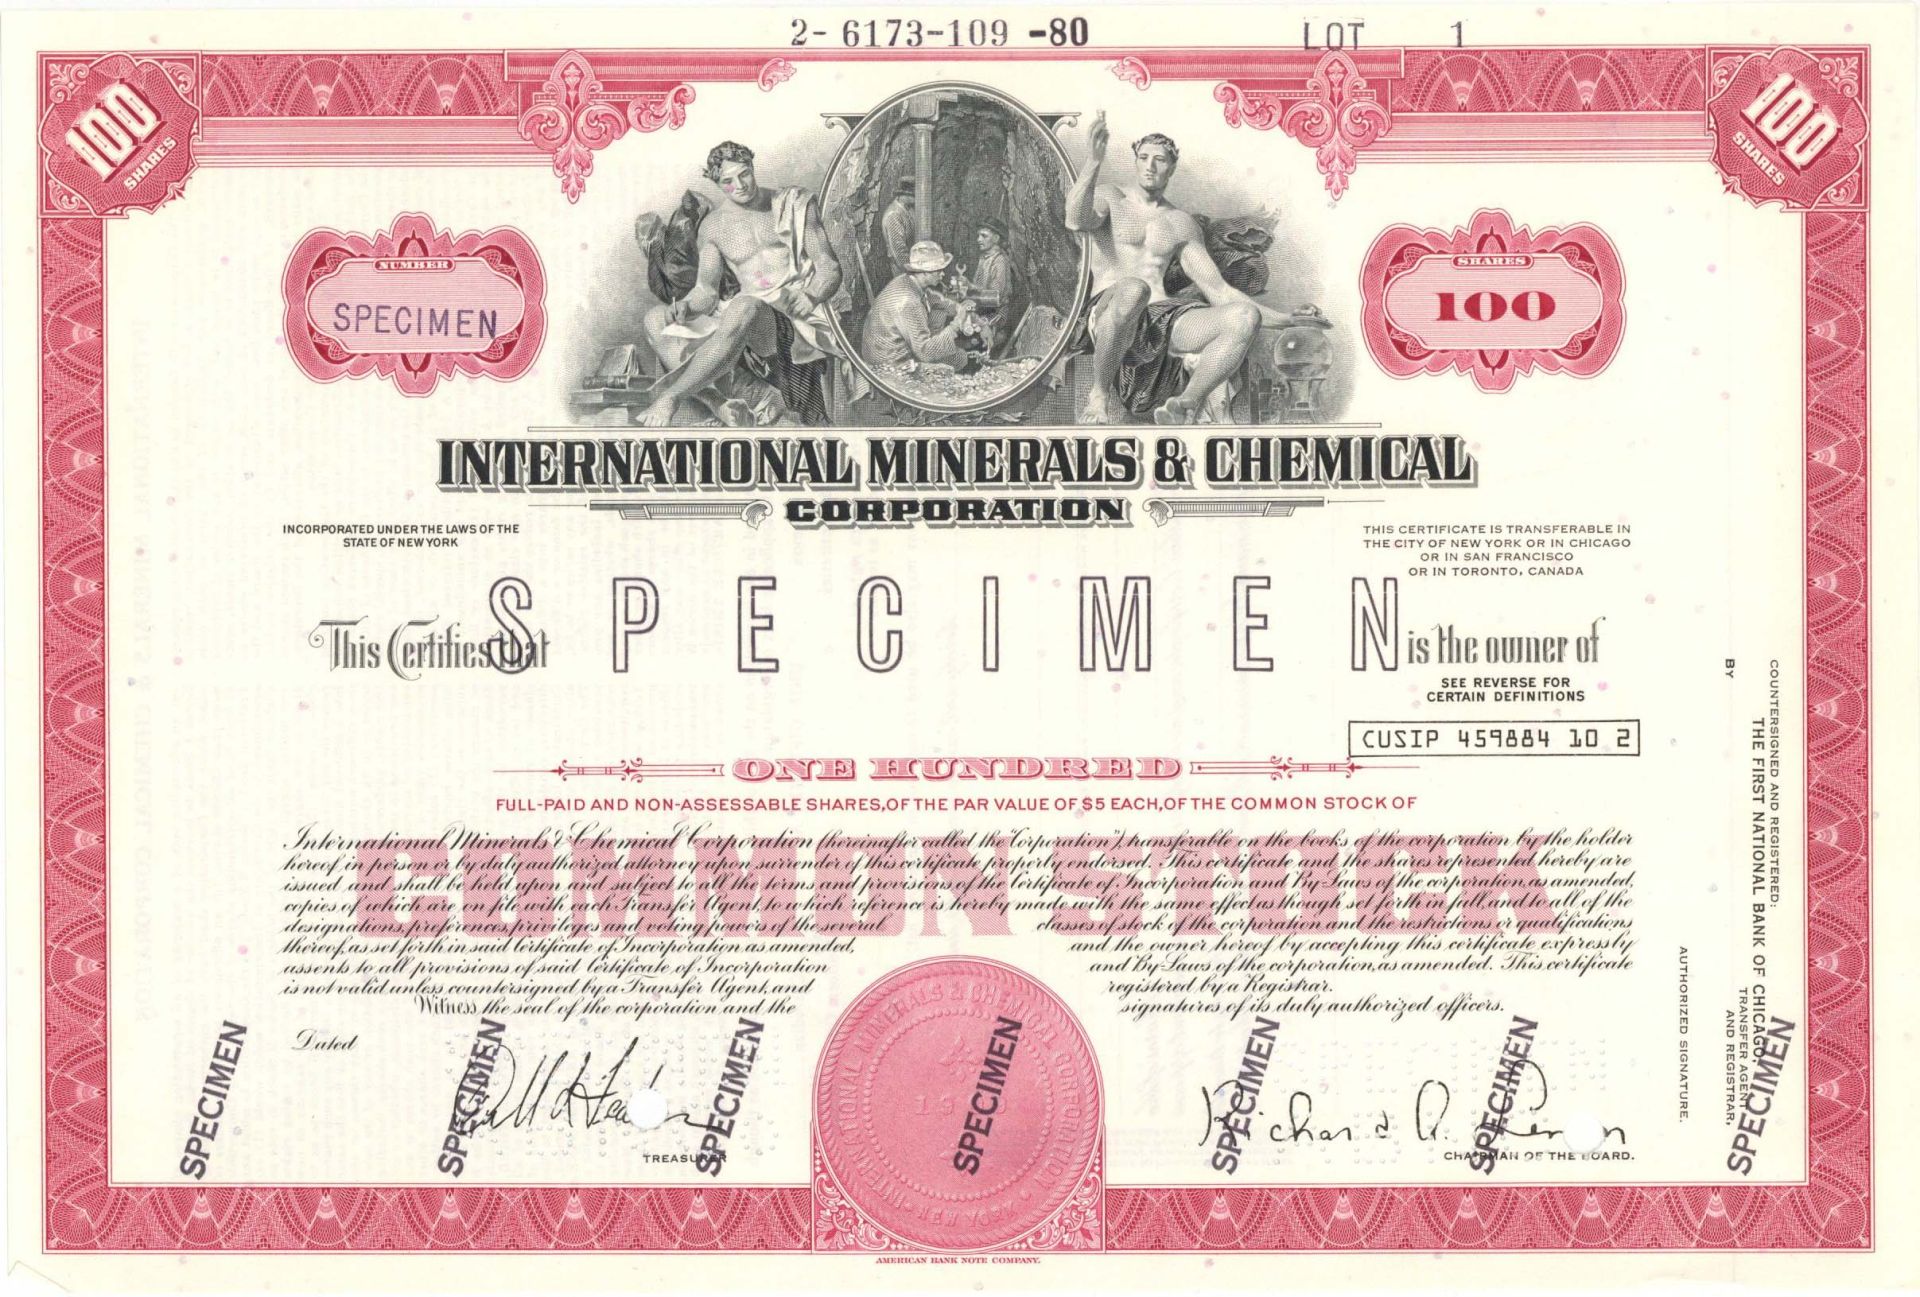 2- 6173-109 -80
LOT 1
100 SHARES
100 SHARES
NUMBER
SPECIMEN
SHARES
100
INTERNATIONAL MINERALS & CHEMICAL
CORPORATION
INCORPORATED UNDER THE LAWS OF THE
STATE OF NEW YORK
THIS CERTIFICATE IS TRANSFERABLE IN
THE CITY OF NEW YORK OR IN CHICAGO
OR IN SAN FRANCISCO
OR IN TORONTO, CANADA
SPECIMEN
This Certifies that
is the owner of
SEE REVERSE FOR
CERTAIN DEFINITIONS
CUSIP 459884 10 2
ONE HUNDRED
FULL-PAID AND NON-ASSESSABLE SHARES, OF THE PAR VALUE OF $5 EACH, OF THE COMMON STOCK OF
COMMON STOCK
International Minerals & Chemical Corporation (hereinafter called the "Corporation"), transferable on the books of the corporation by the holder
hereof in person or by duly authorized attorney upon surrender of this certificate properly endorsed. This certificate and the shares represented hereby are
issued and shall be held upon and subject to all the terms and provisions of the Certificate of Incorporation and By-Laws of the corporation, as amended,
copies of which are on file with each Transfer Agent, to which reference is hereby made with the same effect as though set forth in full, and to all of the
designations, preferences, privileges and voting powers of the several classes of stock of the corporation and the restrictions or qualifications
thereof, as set forth in said Certificate of Incorporation as amended, and the owner hereof by accepting this certificate expressly
assents to all provisions of said Certificate of Incorporation and By-Laws of the corporation, as amended. This certificate
is not valid unless countersigned by a Transfer Agent, and registered by a Registrar.
Witness the seal of the corporation and the signatures of its duly authorized officers.
Dated
TREASURER
CHAIRMAN OF THE BOARD.
INTERNATIONAL MINERALS & CHEMICAL CORPORATION
NEW YORK
SPECIMEN
SPECIMEN
SPECIMEN
SPECIMEN
SPECIMEN
SPECIMEN
SPECIMEN
COUNTERSIGNED AND REGISTERED:
THE FIRST NATIONAL BANK OF CHICAGO,
TRANSFER AGENT
AND REGISTRAR,
BY
AUTHORIZED SIGNATURE.
AMERICAN BANK NOTE COMPANY.